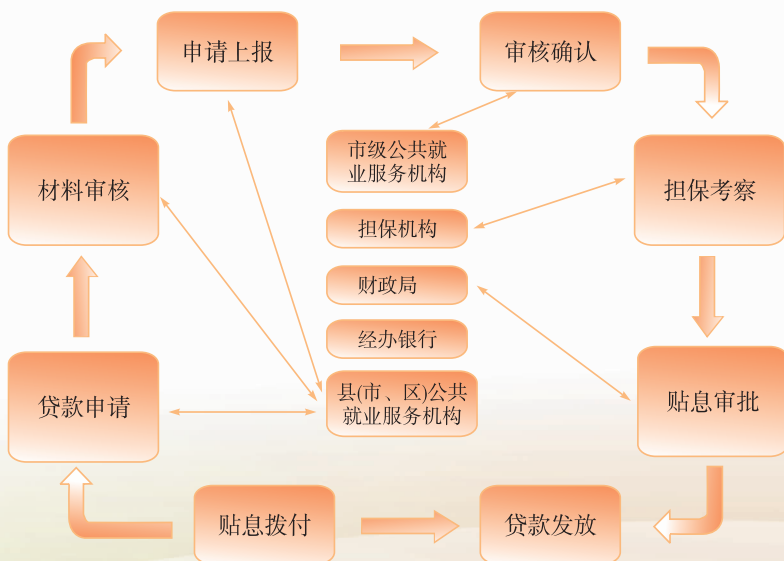 申请上报
审核确认
市级公共就
业服务机构
材料审核
担保考察
担保机构
财政局
经办银行
县(市、区)公共
就业服务机构
贷款申请
贴息审批
贴息拨付
贷款发放